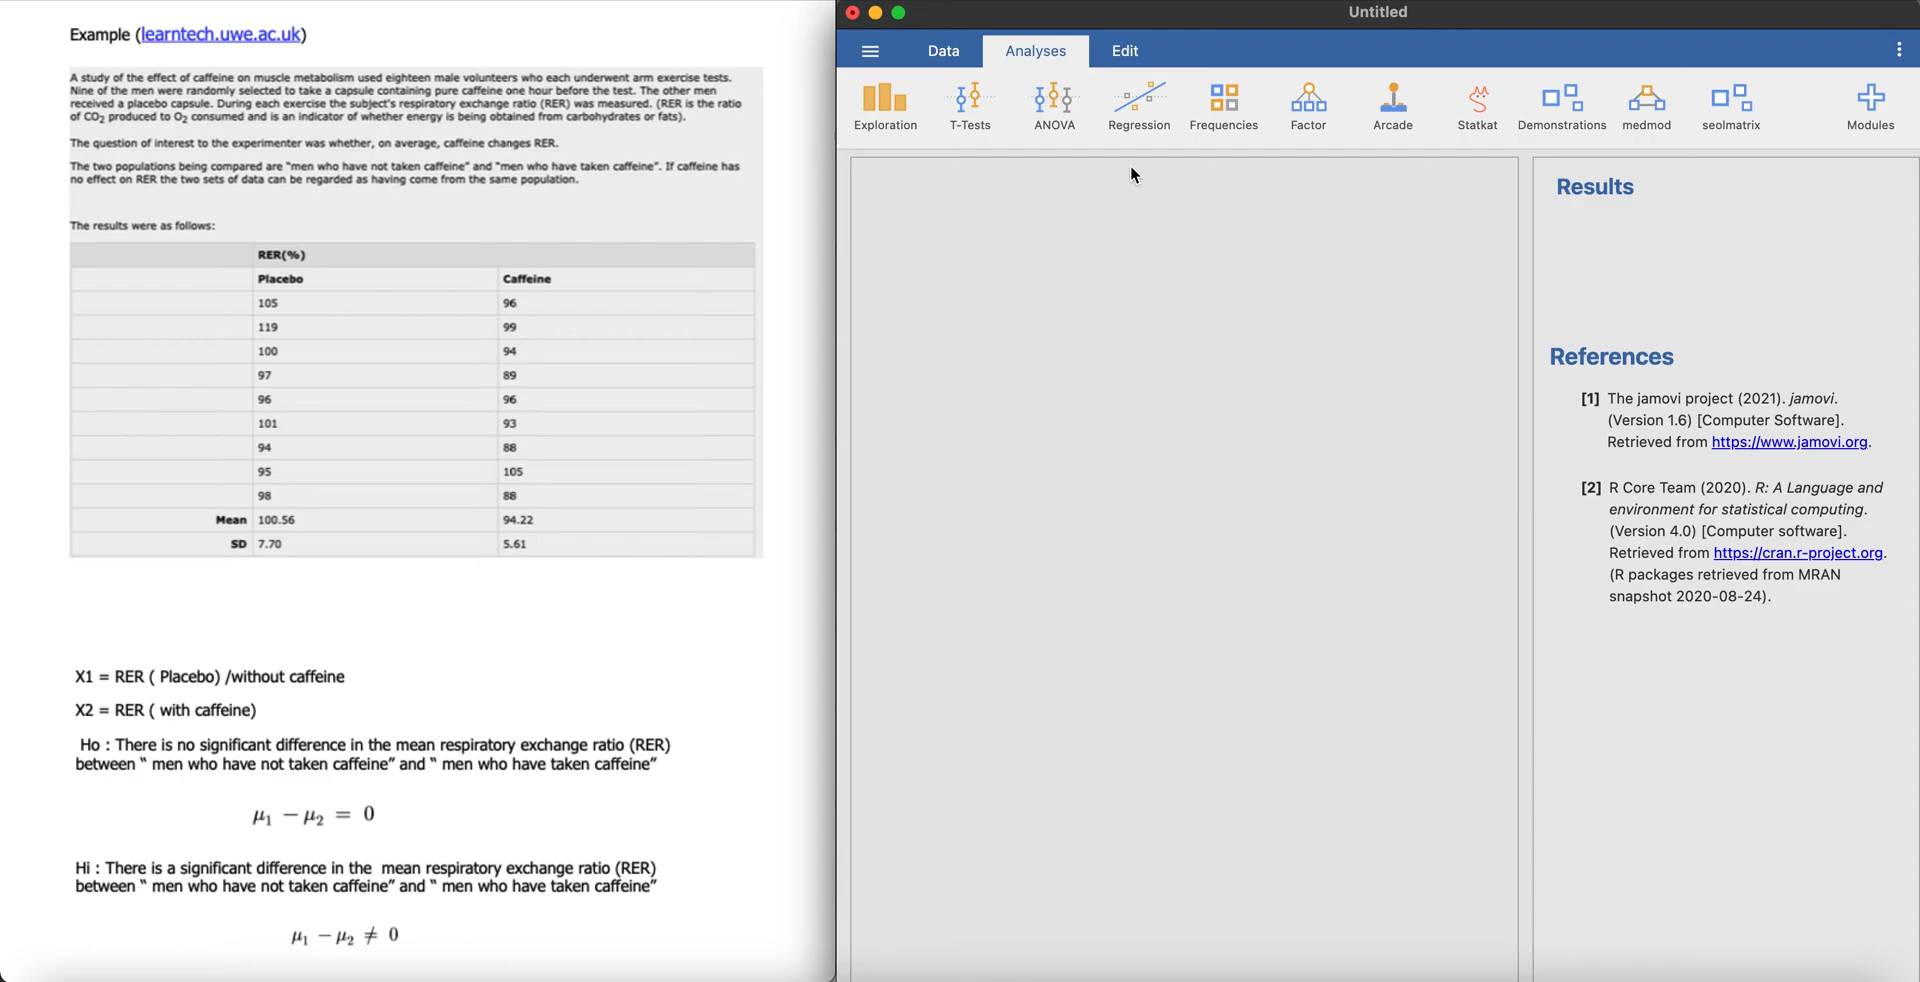 Example (learntech.uwe.ac.uk)
A study of the effect of caffeine on muscle metabolism used eighteen male volunteers who each underwent arm exercise tests.
Nine of the men were randomly selected to take a capsule containing pure caffeine one hour before the test. The other men
received a placebo capsule. During each exercise the subject's respiratory exchange ratio (RER) was measured. (RER is the ratio
of CO2 produced to O2 consumed and is an indicator of whether energy is being obtained from carbohydrates or fats).
The question of interest to the experimenter was whether, on average, caffeine changes RER.
The two populations being compared are "men who have not taken caffeine" and "men who have taken caffeine". If caffeine has
no effect on RER the two sets of data can be regarded as having come from the same population.
The results were as follows:
RER(%)
Placebo Caffeine
105 96
119 99
100 94
97 89
96 96
101 93
94 88
95 105
98 88
Mean 100.56 94.22
SD 7.70 5.61
X1 = RER ( Placebo) /without caffeine
X2 = RER ( with caffeine)
Ho : There is no significant difference in the mean respiratory exchange ratio (RER)
between " men who have not taken caffeine" and " men who have taken caffeine"
μ1 − μ2 = 0
Hi : There is a significant difference in the mean respiratory exchange ratio (RER)
between " men who have not taken caffeine" and " men who have taken caffeine"
μ1 − μ2 ≠ 0
Untitled
Data Analyses Edit
Exploration T-Tests ANOVA Regression Frequencies Factor Arcade Statkat Demonstrations medmod seolmatrix Modules
Results
References
[1] The jamovi project (2021). jamovi.
(Version 1.6) [Computer Software].
Retrieved from https://www.jamovi.org.
[2] R Core Team (2020). R: A Language and
environment for statistical computing.
(Version 4.0) [Computer software].
Retrieved from https://cran.r-project.org.
(R packages retrieved from MRAN
snapshot 2020-08-24).